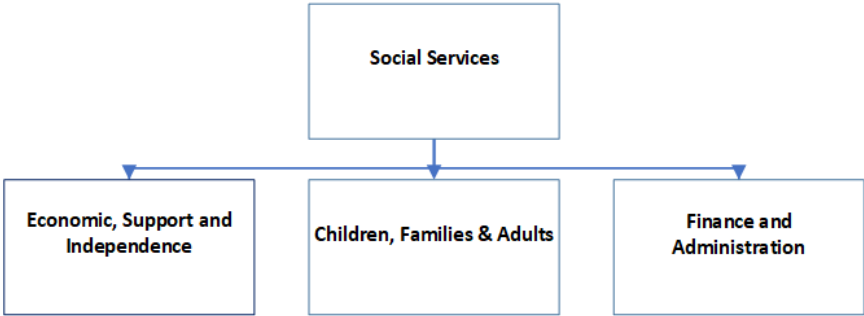 Social Services
Economic, Support and
Independence
Children, Families & Adults
Finance and
Administration